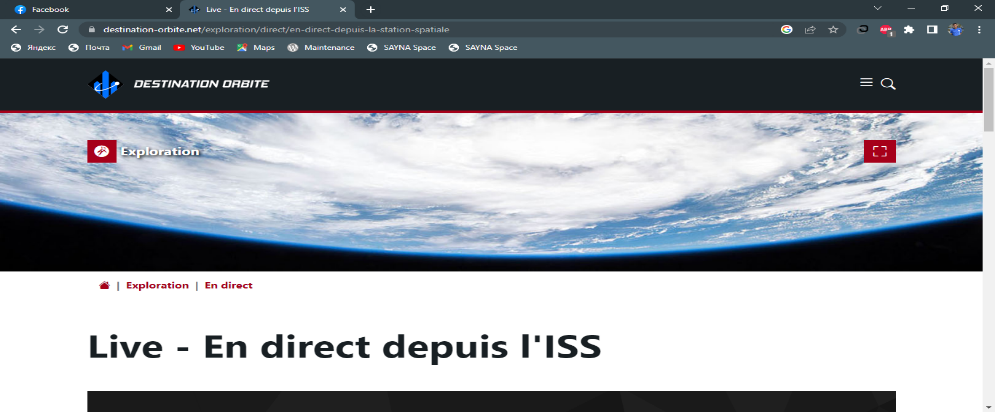 Facebook
Live - En direct depuis l'ISS
destination-orbite.net/exploration/direct/en-direct-depuis-la-station-spatiale
Яндекс
Почта
Gmail
YouTube
Maps
Maintenance
SAYNA Space
SAYNA Space
DESTINATION ORBITE
Exploration
| Exploration | En direct
Live - En direct depuis l'ISS